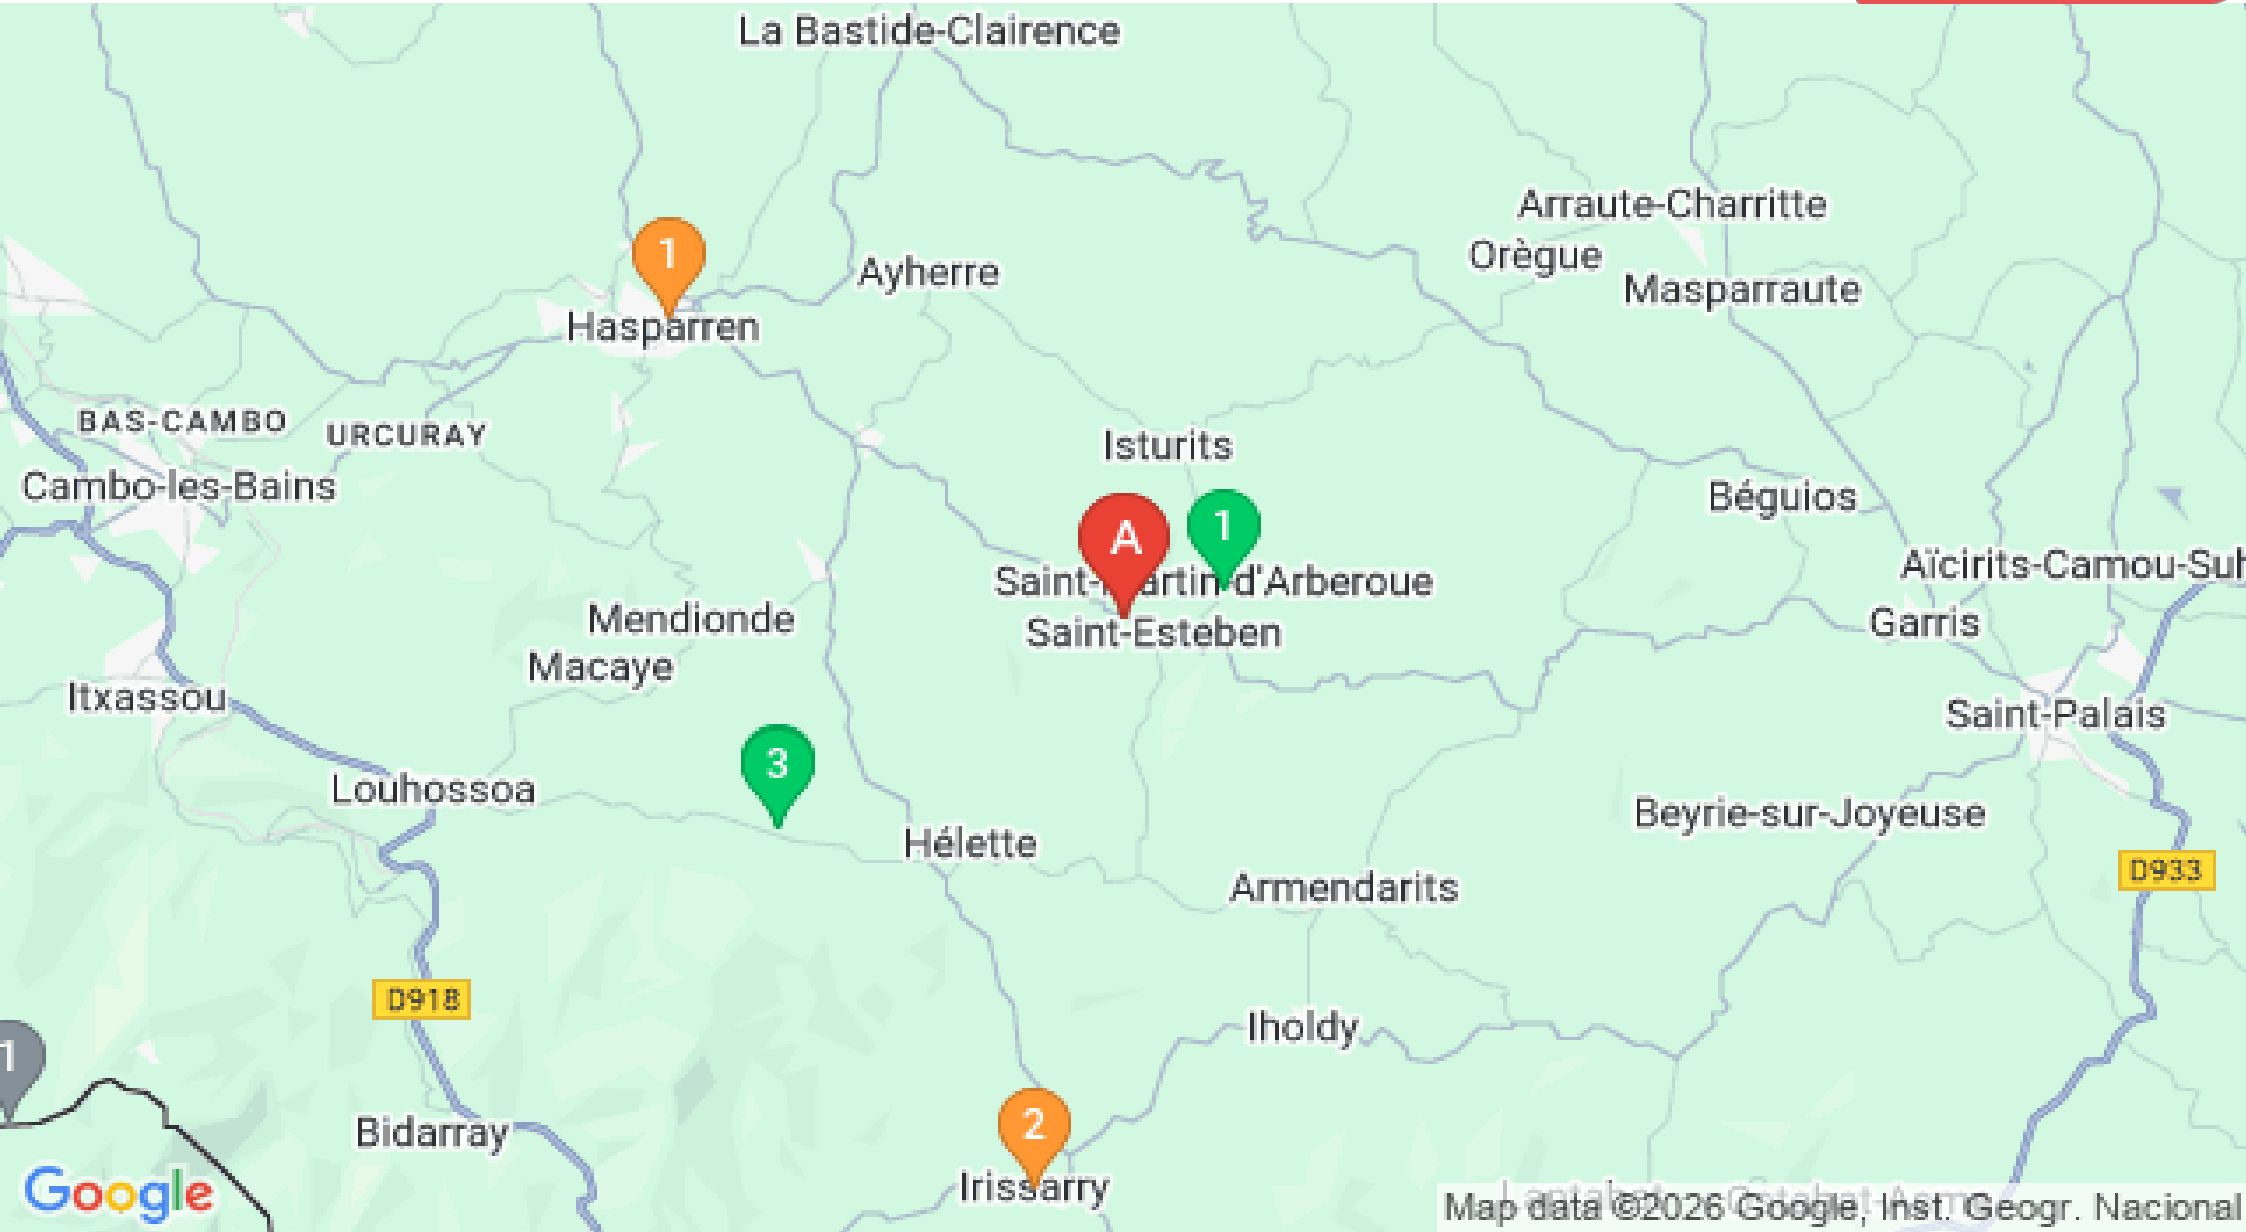 La Bastide-Clairence
Arraute-Charritte
1
Orègue
Ayherre
Masparraute
Hasparren
BAS-CAMBO
URCURAY
Isturits
Cambo-les-Bains
Béguios
A
1
Aïcirits-Camou-Suh
Saint-Martin-d'Arberoue
Mendionde
Saint-Esteben
Garris
Macaye
Itxassou
Saint-Palais
3
Louhossoa
Beyrie-sur-Joyeuse
Hélette
D933
Armendarits
D918
Iholdy
1
2
Bidarray
Irissarry
Google
Map data ©2026 Google, Inst. Geogr. Nacional